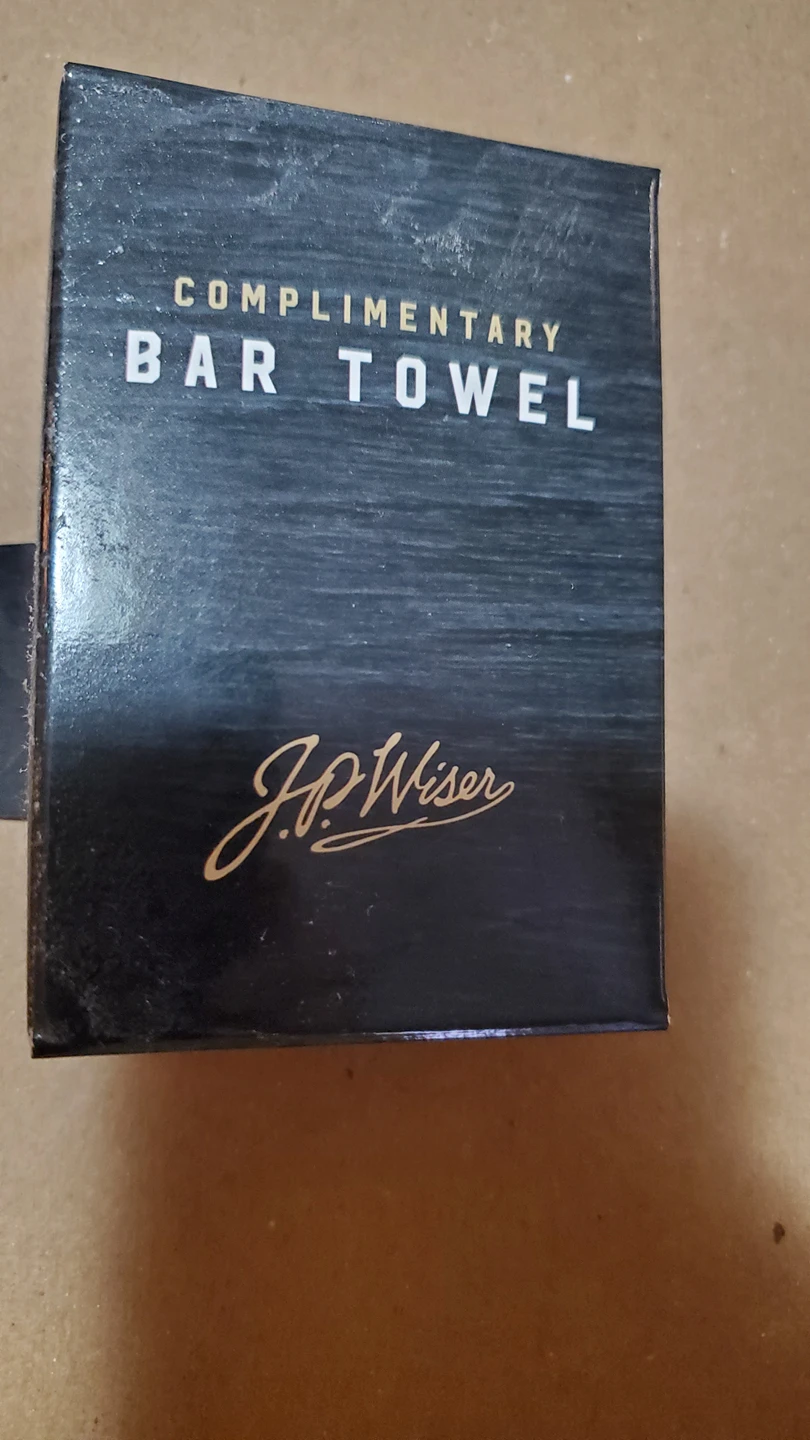 COMPLIMENTARY
BAR TOWEL
J.P. Wiser